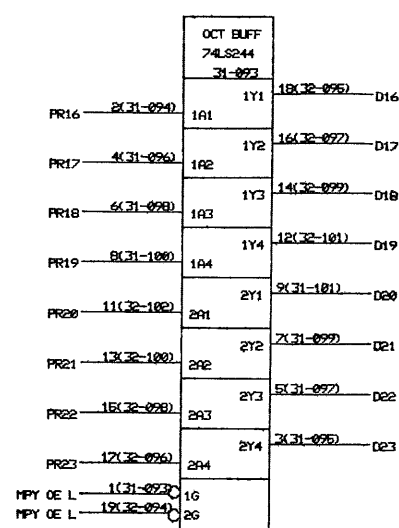 OCT BUFF
74LS244
31-093
1Y1 18(32-095) D16
PR16 2(31-094) 1A1
1Y2 16(32-097) D17
PR17 4(31-096) 1A2
1Y3 14(32-099) D18
PR18 6(31-098) 1A3
1Y4 12(32-101) D19
PR19 8(31-100) 1A4
2Y1 9(31-101) D20
PR20 11(32-102) 2A1
2Y2 7(31-099) D21
PR21 13(32-100) 2A2
2Y3 5(31-097) D22
PR22 15(32-098) 2A3
2Y4 3(31-095) D23
PR23 17(32-096) 2A4
MPY OE L 1(31-093) 1G
MPY OE L 19(32-094) 2G